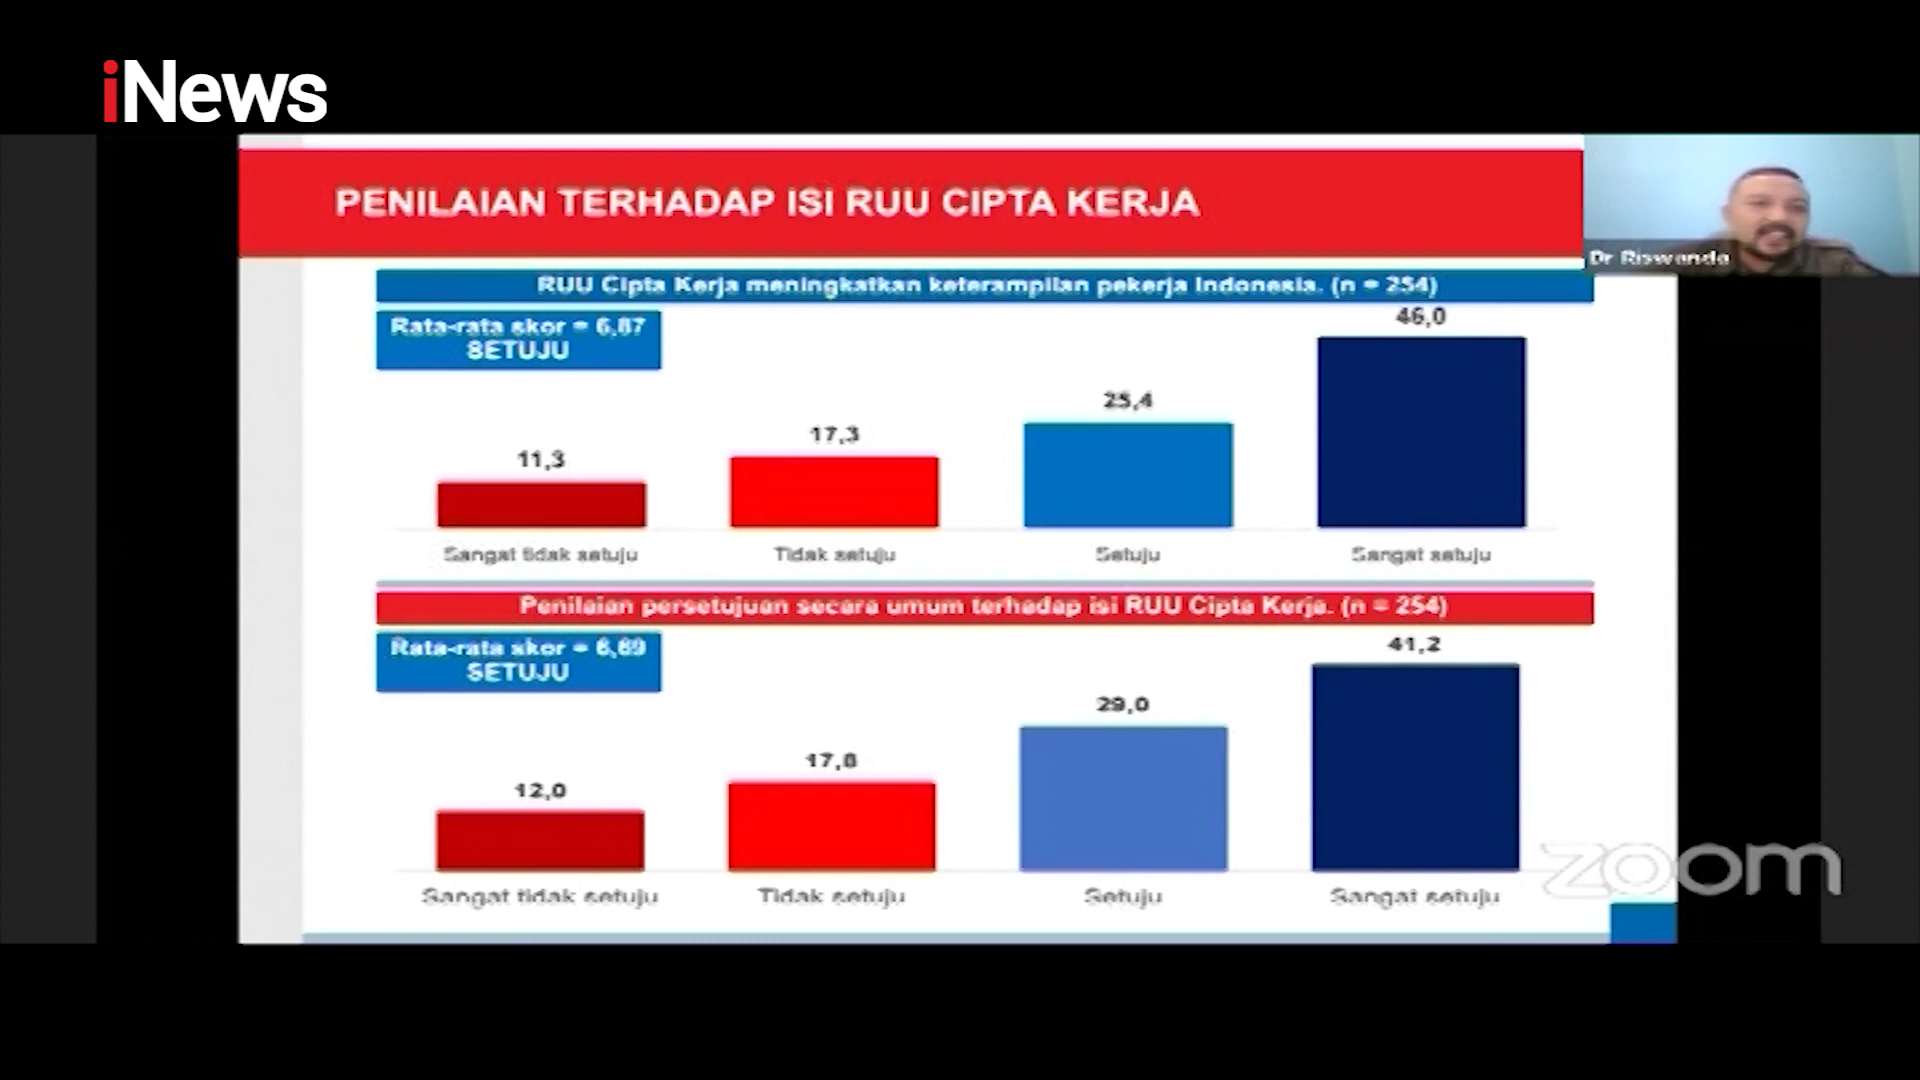 iNews
PENILAIAN TERHADAP ISI RUU CIPTA KERJA
Dr Riswanda
RUU Cipta Kerja meningkatkan keterampilan pekerja Indonesia. (n = 254)
Rata-rata skor = 6,87
SETUJU
11,3
17,3
25,4
46,0
Sangat tidak setuju
Tidak setuju
Setuju
Sangat setuju
Penilaian persetujuan secara umum terhadap isi RUU Cipta Kerja. (n = 254)
Rata-rata skor = 6,69
SETUJU
12,0
17,8
29,0
41,2
Sangat tidak setuju
Tidak setuju
Setuju
Sangat setuju
zoom